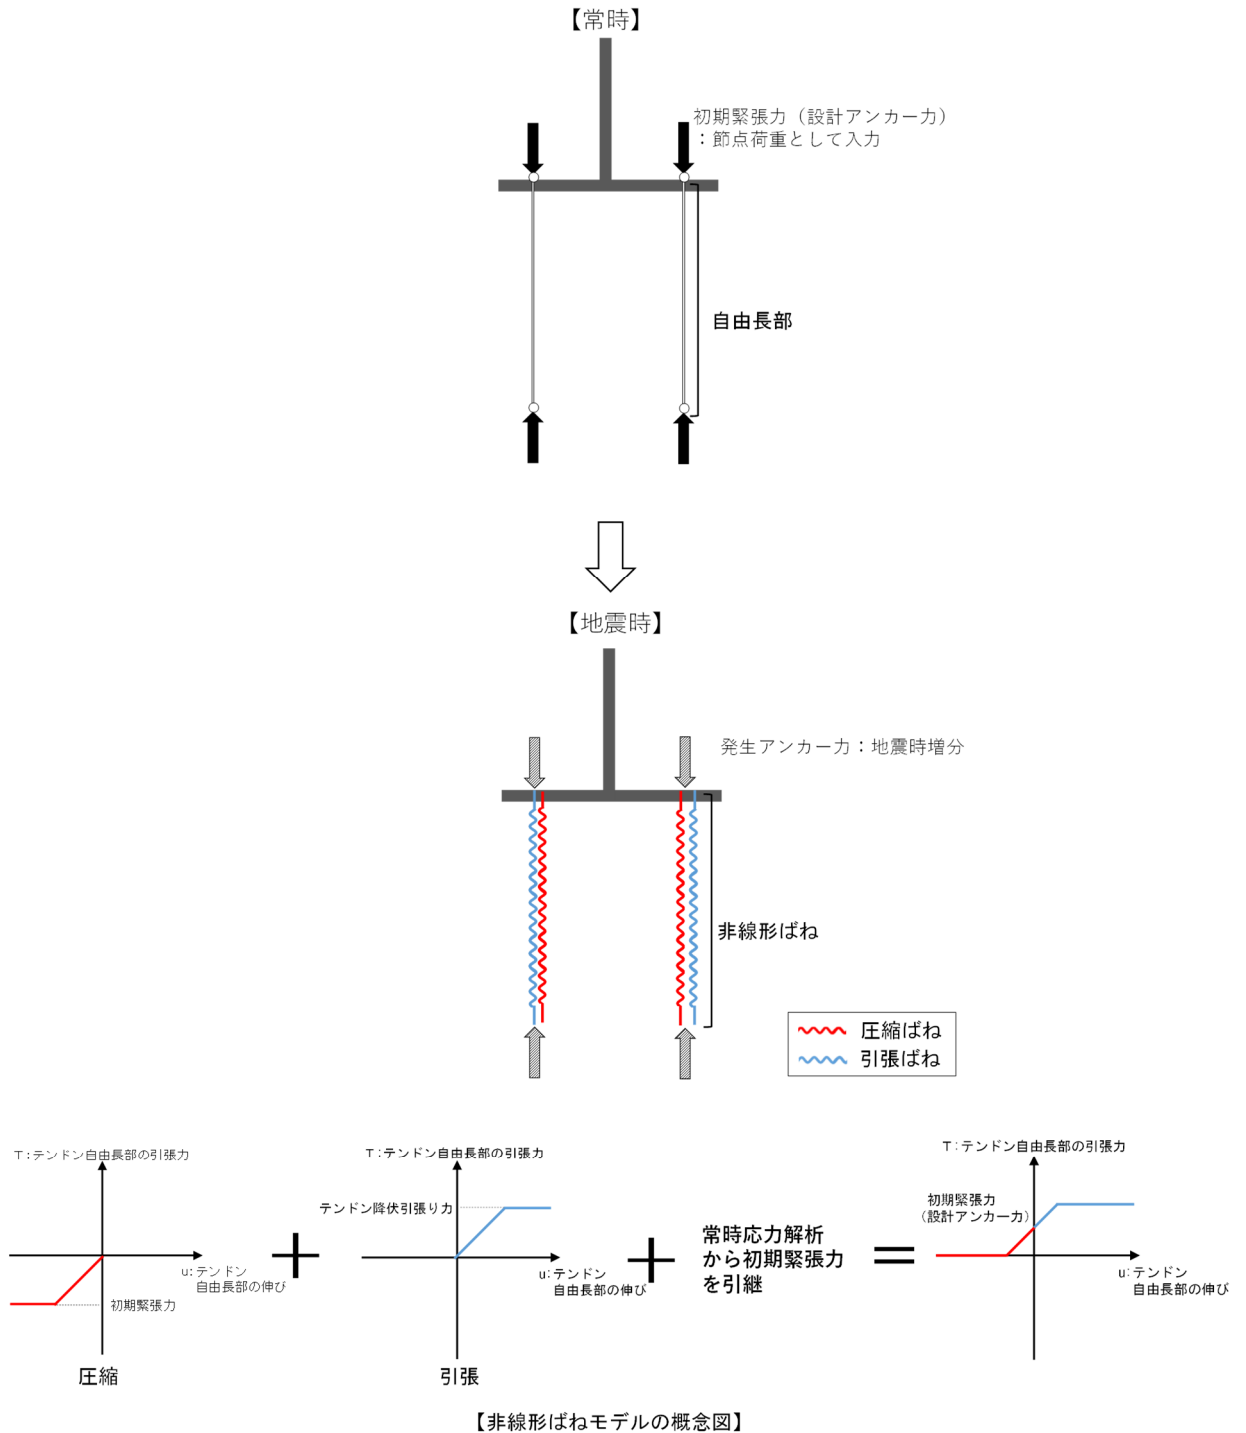 【常時】
初期緊張力（設計アンカー力）
：節点荷重として入力
自由長部
【地震時】
発生アンカー力：地震時増分
非線形ばね
圧縮ばね
引張ばね
T：テンドン自由長部の引張力
初期緊張力
u：テンドン
自由長部の伸び
圧縮
T：テンドン自由長部の引張力
テンドン降伏引張り力
u：テンドン
自由長部の伸び
引張
常時応力解析
から初期緊張力
を引継
T：テンドン自由長部の引張力
初期緊張力
（設計アンカー力）
u：テンドン
自由長部の伸び
【非線形ばねモデルの概念図】